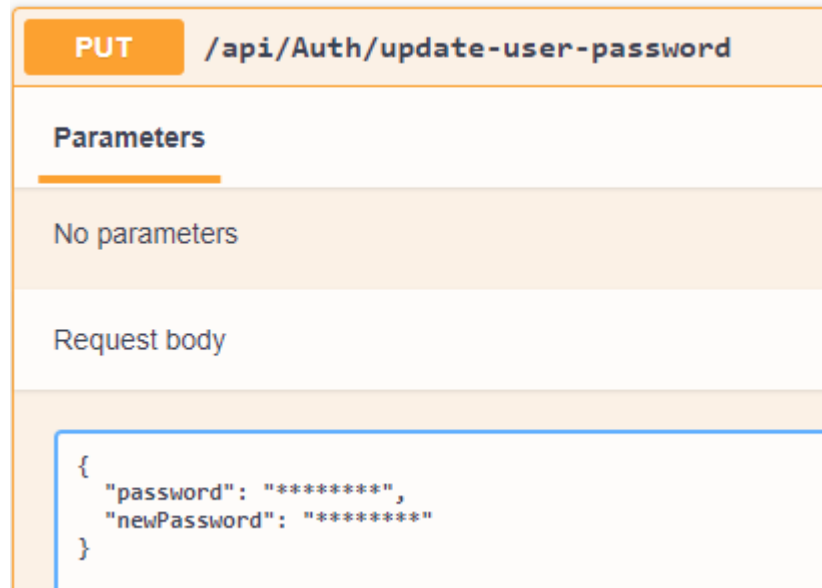 PUT /api/Auth/update-user-password
Parameters
No parameters
Request body
{
  "password": "********",
  "newPassword": "********"
}